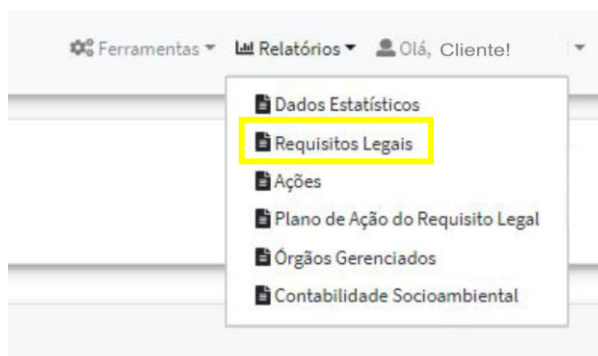 Ferramentas Relatórios Olá, Cliente!
Dados Estatísticos
Requisitos Legais
Ações
Plano de Ação do Requisito Legal
Órgãos Gerenciados
Contabilidade Socioambiental